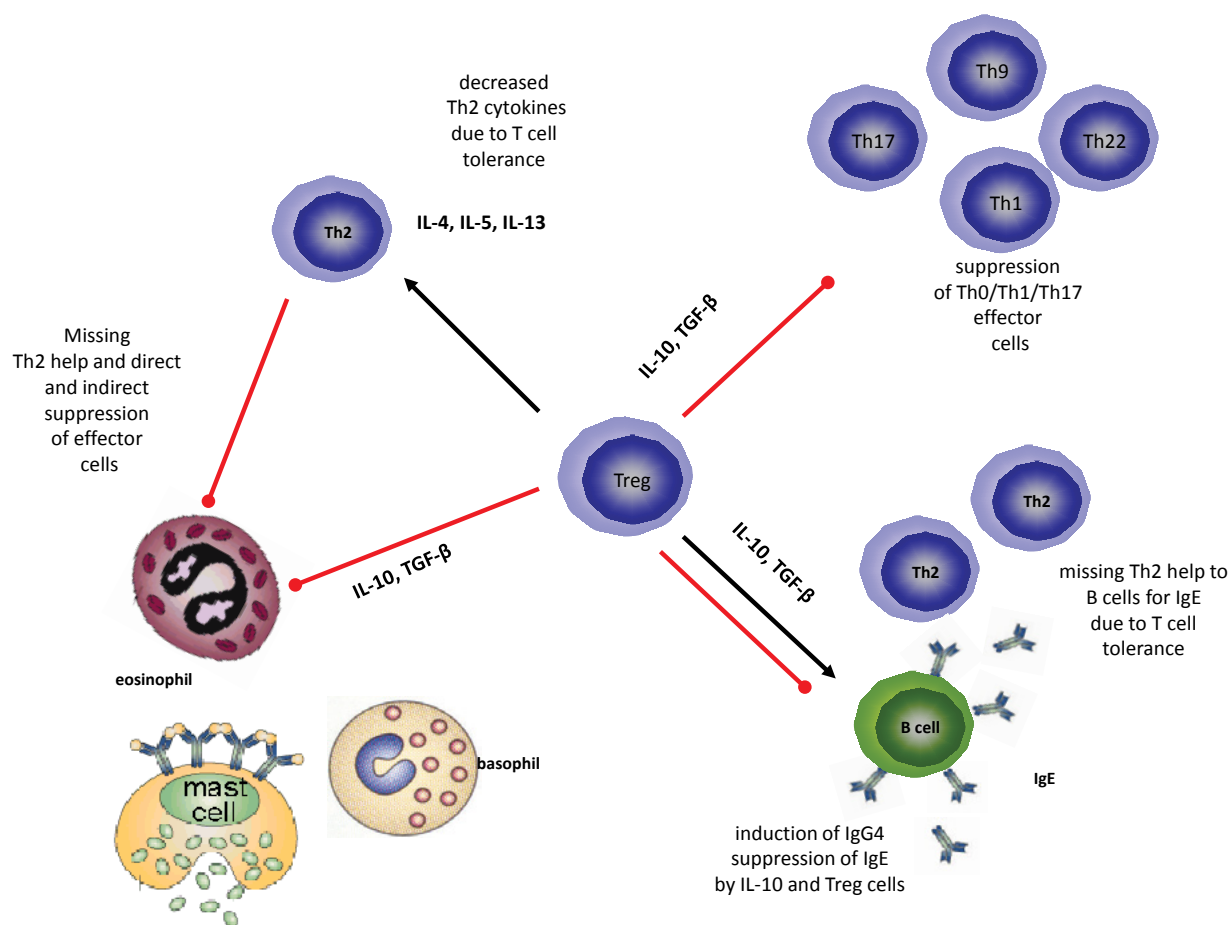 decreased
Th2 cytokines
due to T cell
tolerance
Th2
IL-4, IL-5, IL-13
Th9
Th17
Th22
Th1
suppression
of Th0/Th1/Th17
effector
cells
Missing
Th2 help and direct
and indirect
suppression
of effector
cells
IL-10, TGF-β
Treg
IL-10, TGF-β
IL-10, TGF-β
Th2
Th2
missing Th2 help to
B cells for IgE
due to T cell
tolerance
eosinophil
B cell
IgE
basophil
mast
cell
induction of IgG4
suppression of IgE
by IL-10 and Treg cells